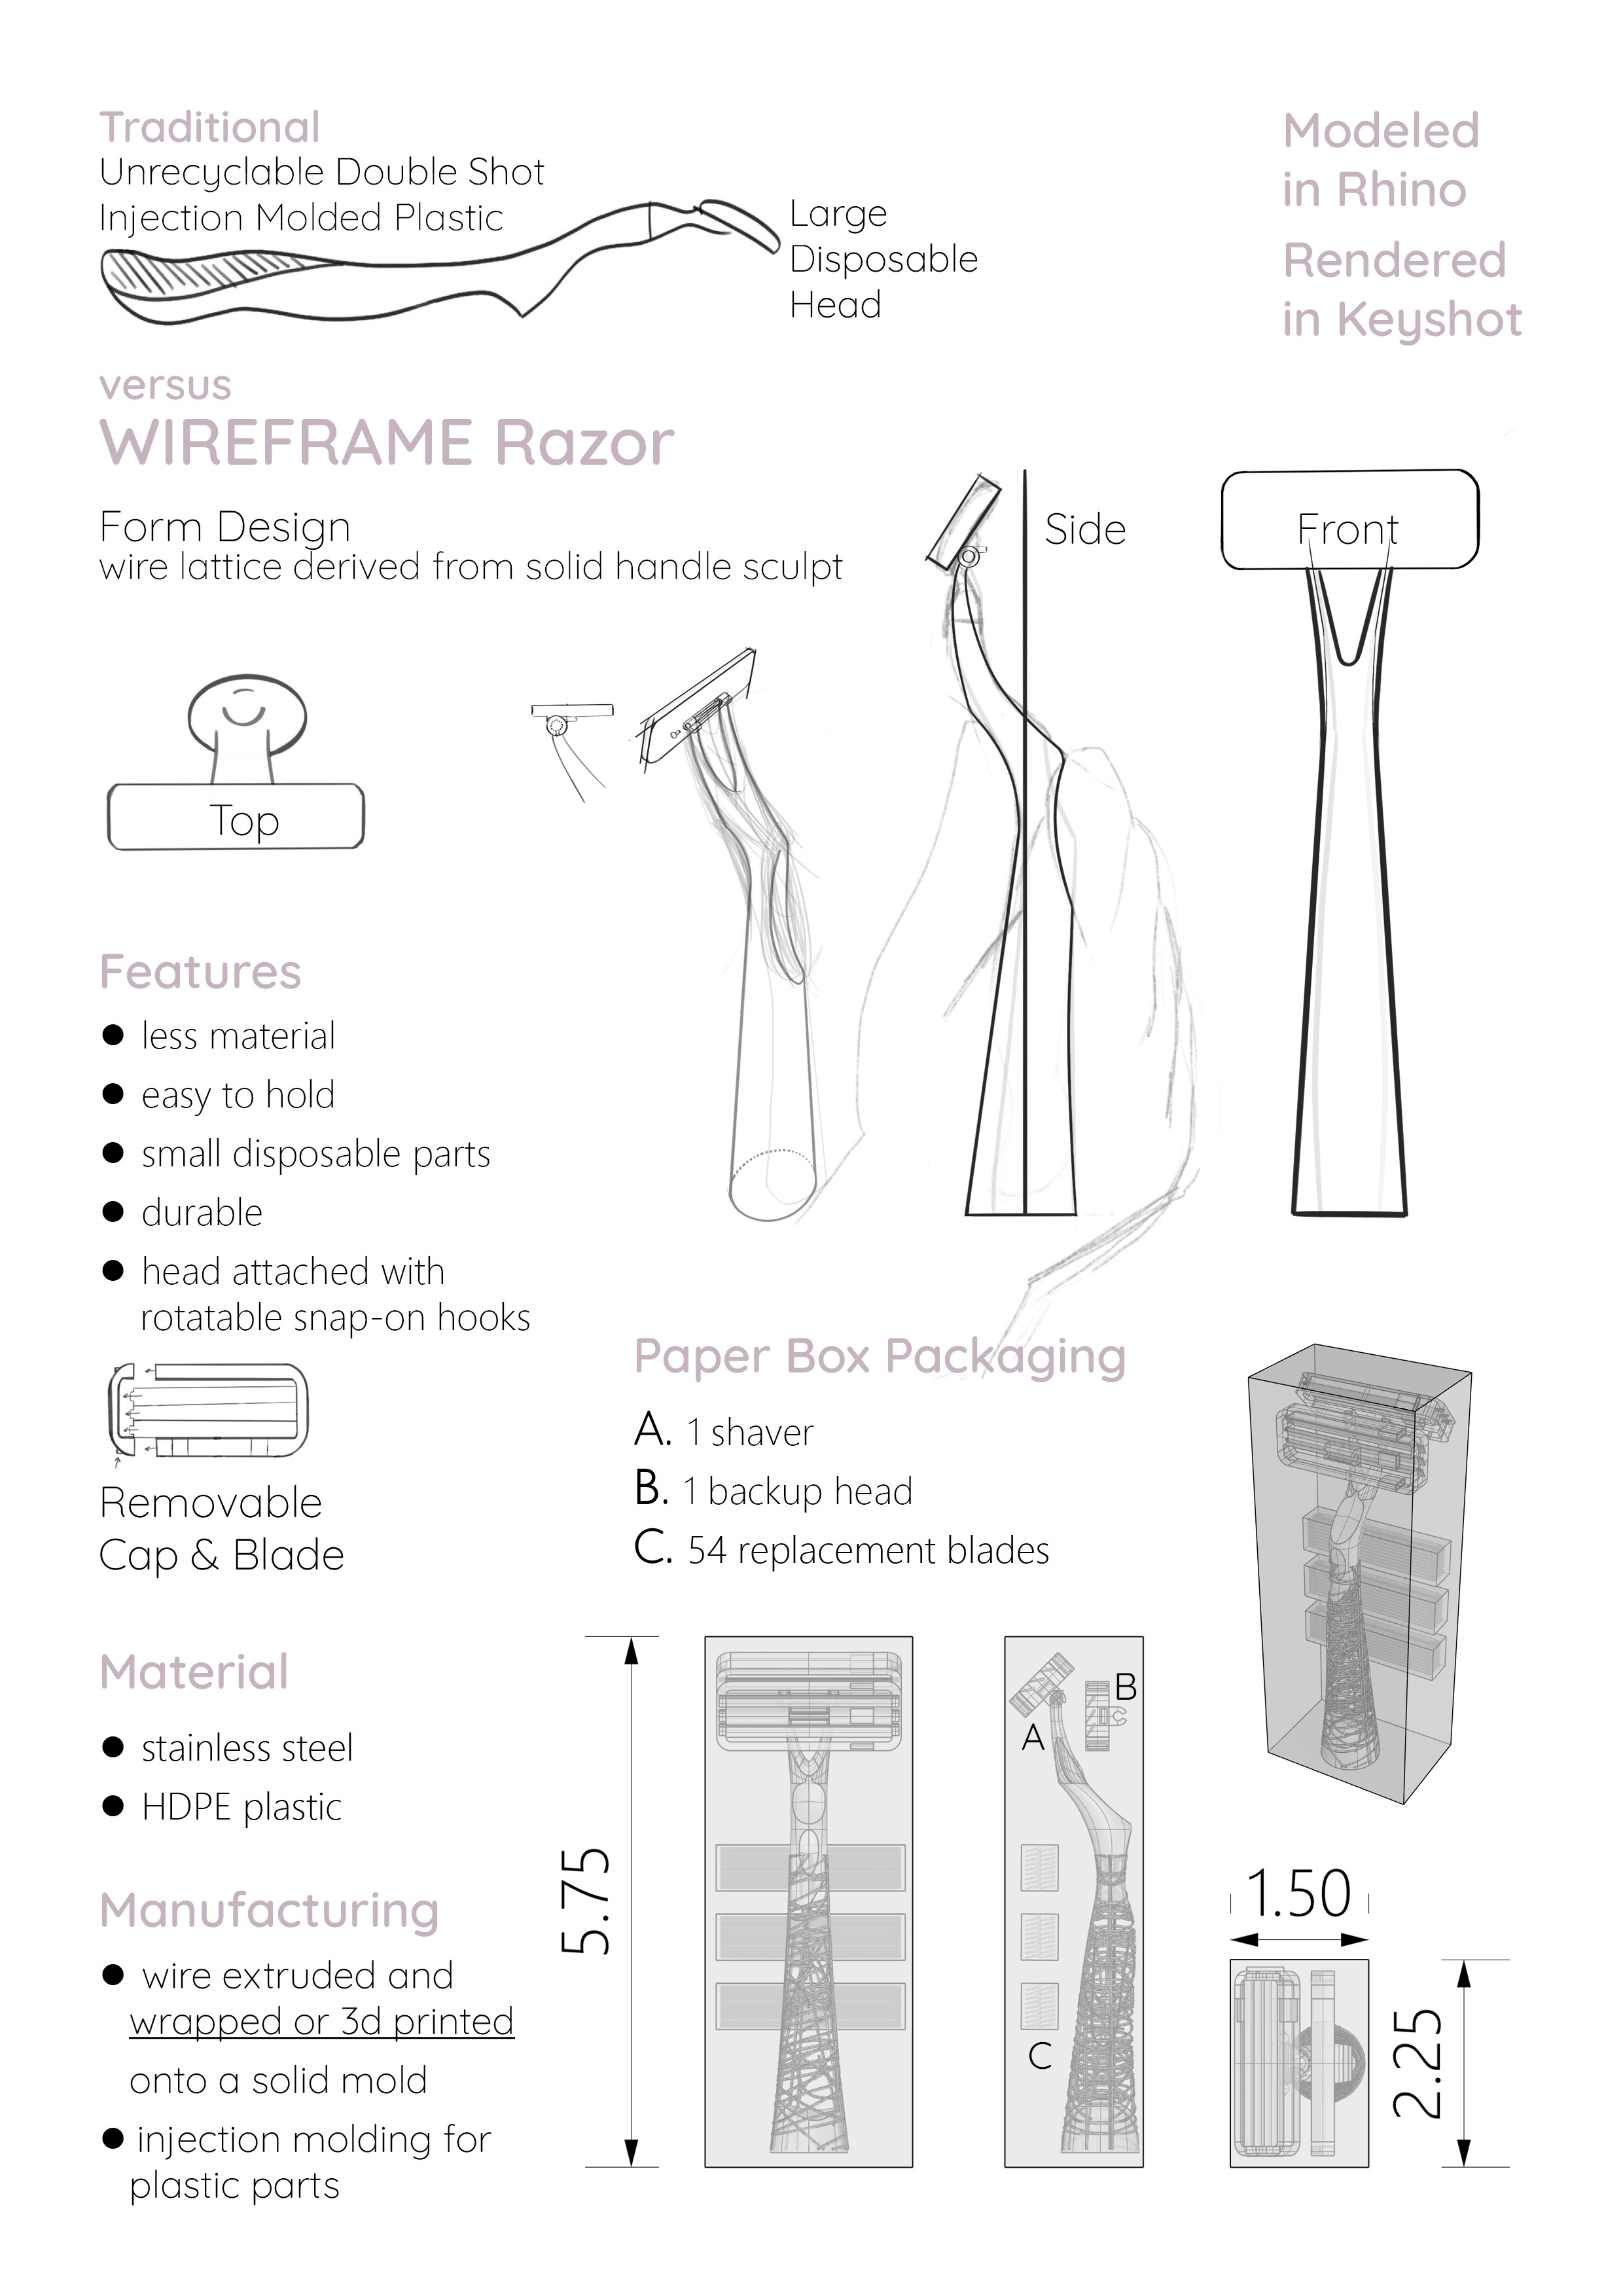 Traditional
Unrecyclable Double Shot
Injection Molded Plastic
Large
Disposable
Head
Modeled
in Rhino
Rendered
in Keyshot
versus
WIREFRAME Razor
Form Design
wire lattice derived from solid handle sculpt
Side
Front
Top
Features
● less material
● easy to hold
● small disposable parts
● durable
● head attached with
rotatable snap-on hooks
Removable
Cap & Blade
Paper Box Packaging
A. 1 shaver
B. 1 backup head
C. 54 replacement blades
Material
● stainless steel
● HDPE plastic
Manufacturing
● wire extruded and
wrapped or 3d printed
onto a solid mold
● injection molding for
plastic parts
5.75
A
B
C
1.50
2.25